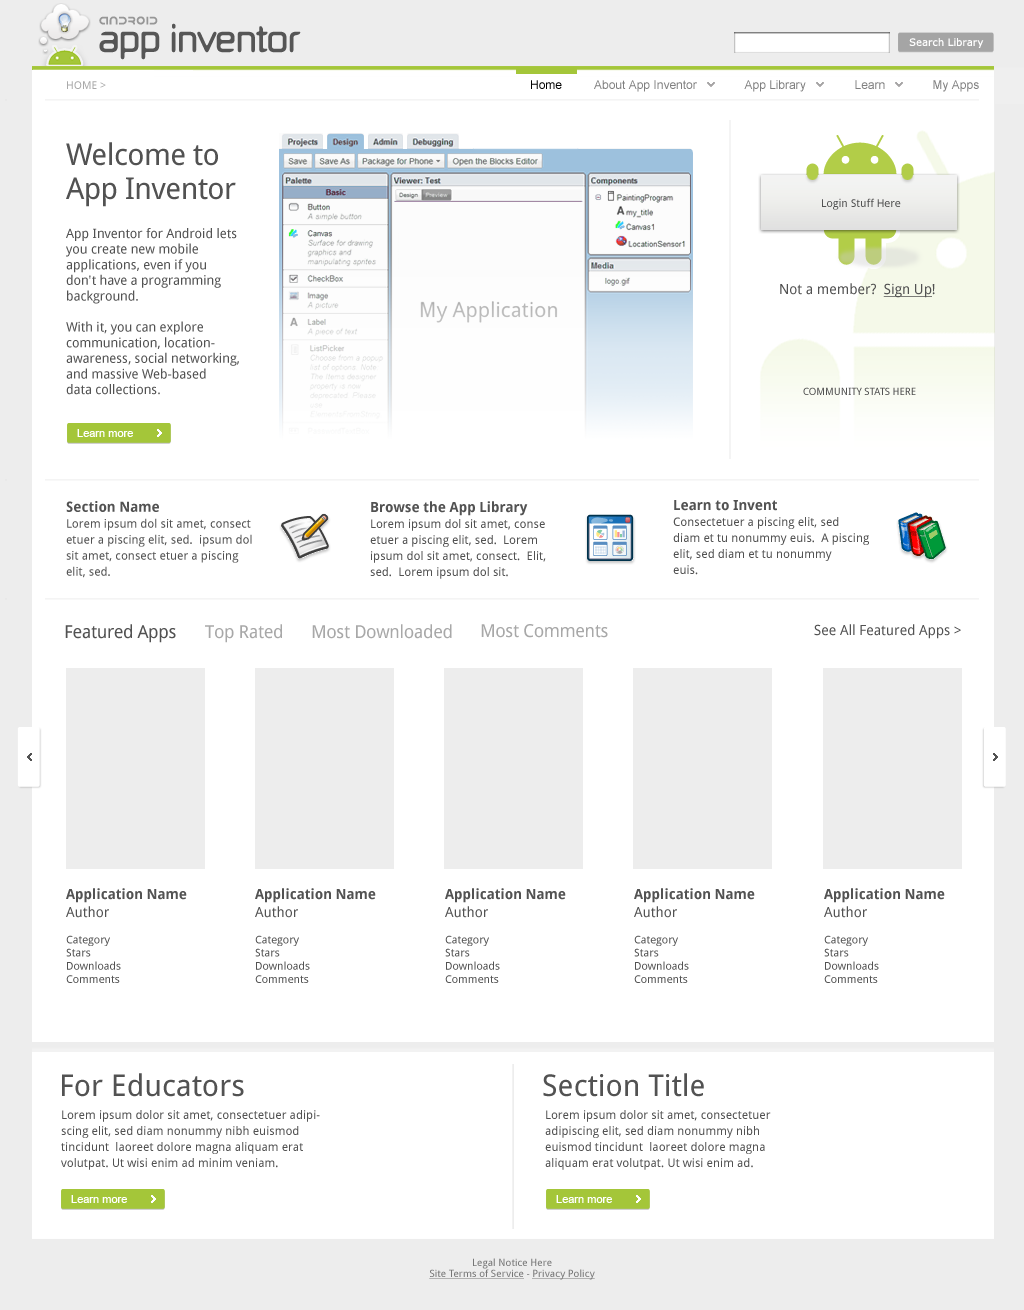 ANDROID
app inventor
Search Library
HOME >
Home
About App Inventor
App Library
Learn
My Apps
Welcome to
App Inventor
App Inventor for Android lets
you create new mobile
applications, even if you
don't have a programming
background.
With it, you can explore
communication, location-
awareness, social networking,
and massive Web-based
data collections.
Learn more
Projects
Design
Admin
Debugging
Save
Save As
Package for Phone
Open the Blocks Editor
Palette
Basic
Button
A simple button
Canvas
Surface for drawing
graphics and
manipulating sprites
CheckBox
Image
A picture
Label
A piece of text
ListPicker
Choose from a popup
list of options. Note
The Items designer
property is now
deprecated. Please
use
Viewer: Test
Design
Preview
My Application
Components
PaintingProgram
my_title
Canvas1
LocationSensor1
Media
logo gif
Login Stuff Here
Not a member? Sign Up!
COMMUNITY STATS HERE
Section Name
Lorem ipsum dol sit amet, consect
etuer a piscing elit, sed. ipsum dol
sit amet, consect etuer a piscing
elit, sed.
Browse the App Library
Lorem ipsum dol sit amet, conse
etuer a piscing elit, sed. Lorem
ipsum dol sit amet, consect. Elit,
sed. Lorem ipsum dol sit.
Learn to Invent
Consectetuer a piscing elit, sed
diam et tu nonummy euis. A piscing
elit, sed diam et tu nonummy
euis.
Featured Apps
Top Rated
Most Downloaded
Most Comments
See All Featured Apps >
Application Name
Author
Category
Stars
Downloads
Comments
Application Name
Author
Category
Stars
Downloads
Comments
Application Name
Author
Category
Stars
Downloads
Comments
Application Name
Author
Category
Stars
Downloads
Comments
Application Name
Author
Category
Stars
Downloads
Comments
For Educators
Lorem ipsum dolor sit amet, consectetuer adipi-
scing elit, sed diam nonummy nibh euismod
tincidunt laoreet dolore magna aliquam erat
volutpat. Ut wisi enim ad minim veniam.
Learn more
Section Title
Lorem ipsum dolor sit amet, consectetuer
adipiscing elit, sed diam nonummy nibh
euismod tincidunt laoreet dolore magna
aliquam erat volutpat. Ut wisi enim ad.
Learn more
Legal Notice Here
Site Terms of Service - Privacy Policy